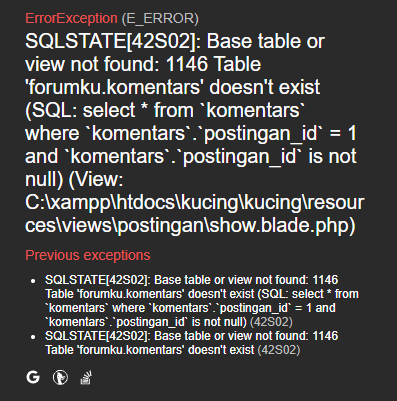 ErrorException (E_ERROR)
SQLSTATE[42S02]: Base table or
view not found: 1146 Table
'forumku.komentars' doesn't exist
(SQL: select * from `komentars`
where `komentars`.`postingan_id` = 1
and `komentars`.`postingan_id` is not
null) (View:
C:\xampp\htdocs\kucing\kucing\resour
ces\views\postingan\show.blade.php)
Previous exceptions
• SQLSTATE[42S02]: Base table or view not found: 1146
Table 'forumku.komentars' doesn't exist (SQL: select * from
`komentars` where `komentars`.`postingan_id` = 1 and
`komentars`.`postingan_id` is not null) (42S02)
• SQLSTATE[42S02]: Base table or view not found: 1146
Table 'forumku.komentars' doesn't exist (42S02)
G